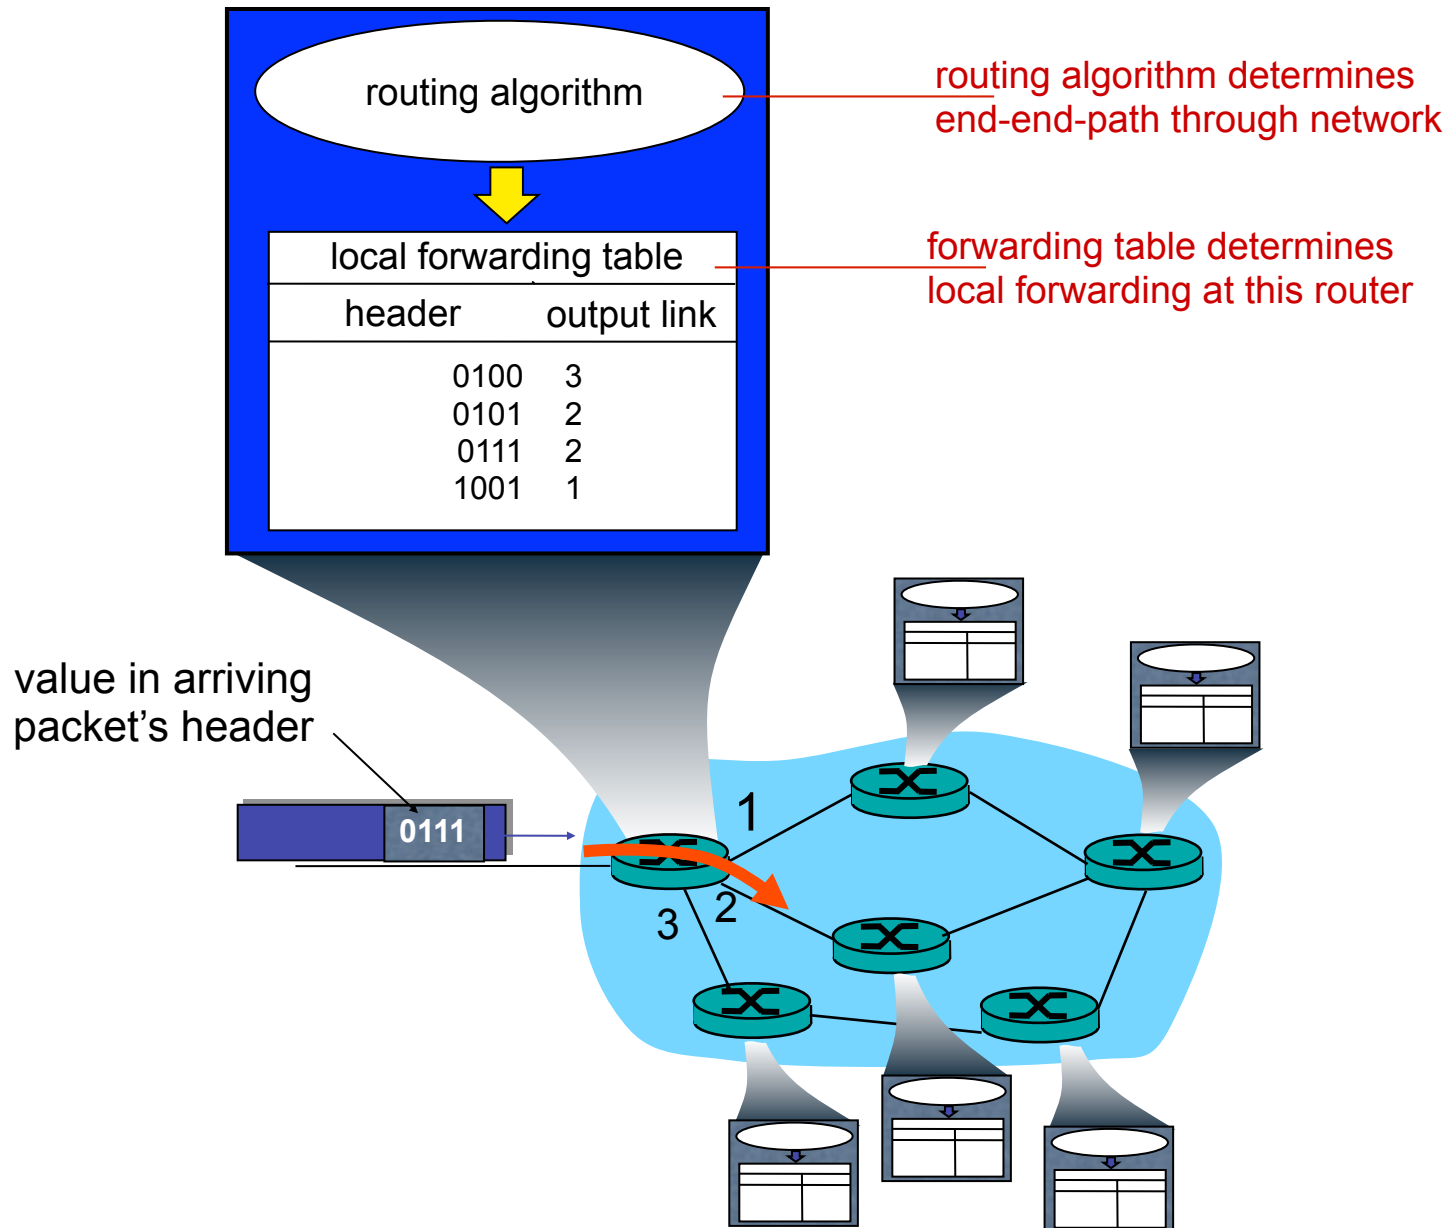 routing algorithm
routing algorithm determines
end-end-path through network
local forwarding table
forwarding table determines
local forwarding at this router
header output link
0100 3
0101 2
0111 2
1001 1
value in arriving
packet’s header
0111
1
2
3